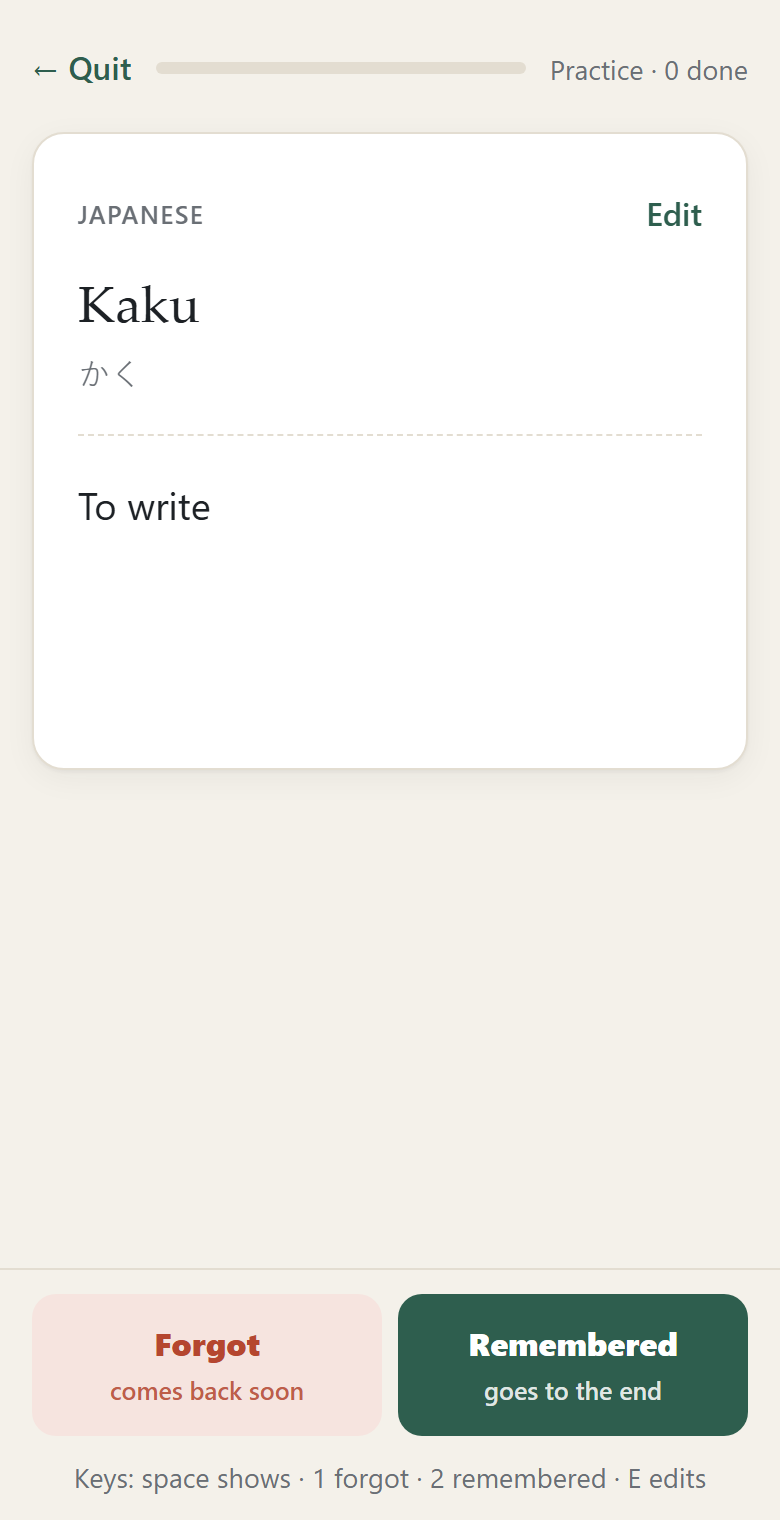 ← Quit
Practice · 0 done
JAPANESE
Edit
Kaku
かく
To write
Forgot
comes back soon
Remembered
goes to the end
Keys: space shows · 1 forgot · 2 remembered · E edits